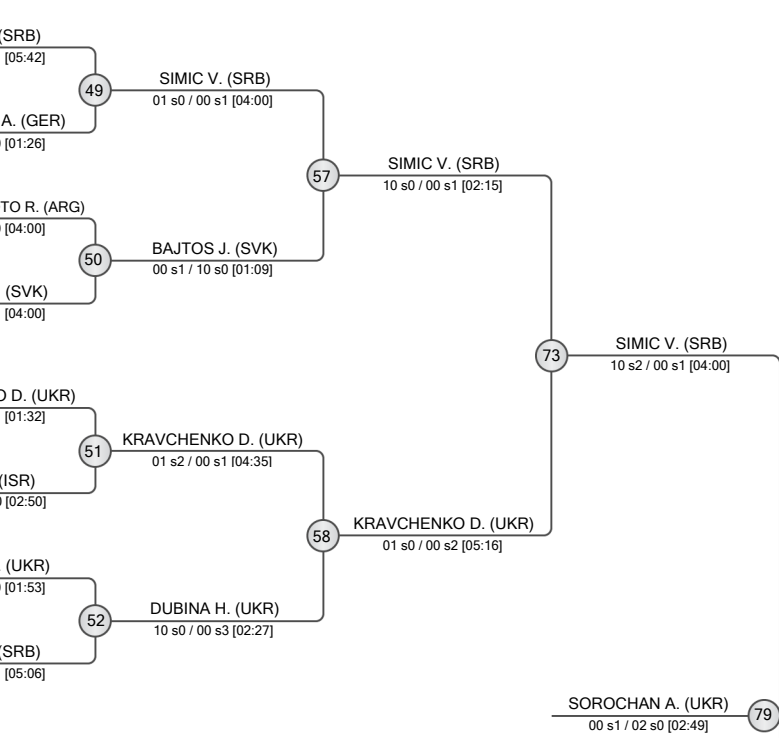 (SRB)
[05:42]
49
SIMIC V. (SRB)
01 s0 / 00 s1 [04:00]
A. (GER)
[01:26]
57
SIMIC V. (SRB)
10 s0 / 00 s1 [02:15]
TO R. (ARG)
[04:00]
50
BAJTOS J. (SVK)
00 s1 / 10 s0 [01:09]
(SVK)
[04:00]
73
SIMIC V. (SRB)
10 s2 / 00 s1 [04:00]
D. (UKR)
[01:32]
51
KRAVCHENKO D. (UKR)
01 s2 / 00 s1 [04:35]
(ISR)
[02:50]
58
KRAVCHENKO D. (UKR)
01 s0 / 00 s2 [05:16]
(UKR)
[01:53]
52
DUBINA H. (UKR)
10 s0 / 00 s3 [02:27]
(SRB)
[05:06]
SOROCHAN A. (UKR)
00 s1 / 02 s0 [02:49]
79